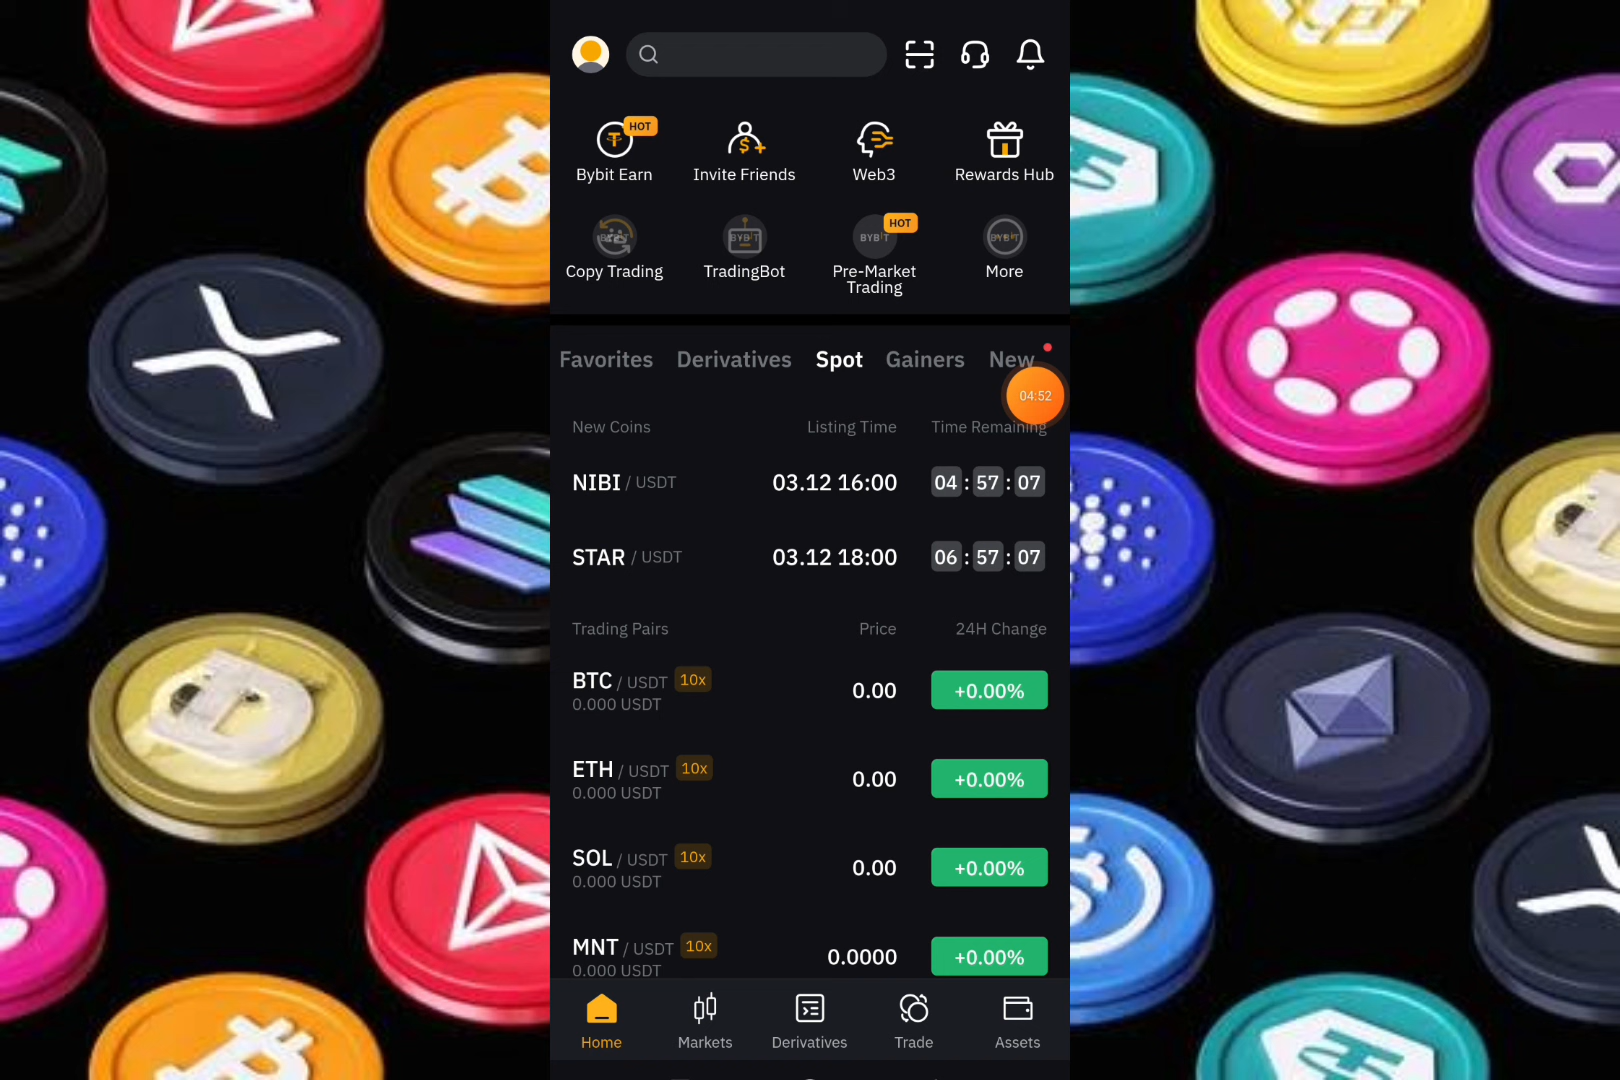 HOT
Bybit Earn Invite Friends Web3 Rewards Hub
HOT
BYBIT BYBIT BYBIT BYBIT
Copy Trading TradingBot Pre-Market Trading More
Favorites Derivatives Spot Gainers New
04:52
New Coins Listing Time Time Remaining
NIBI / USDT 03.12 16:00 04 : 57 : 07
STAR / USDT 03.12 18:00 06 : 57 : 07
Trading Pairs Price 24H Change
BTC / USDT 10x 0.00 +0.00%
0.000 USDT
ETH / USDT 10x 0.00 +0.00%
0.000 USDT
SOL / USDT 10x 0.00 +0.00%
0.000 USDT
MNT / USDT 10x 0.0000 +0.00%
0.000 USDT
Home Markets Derivatives Trade Assets